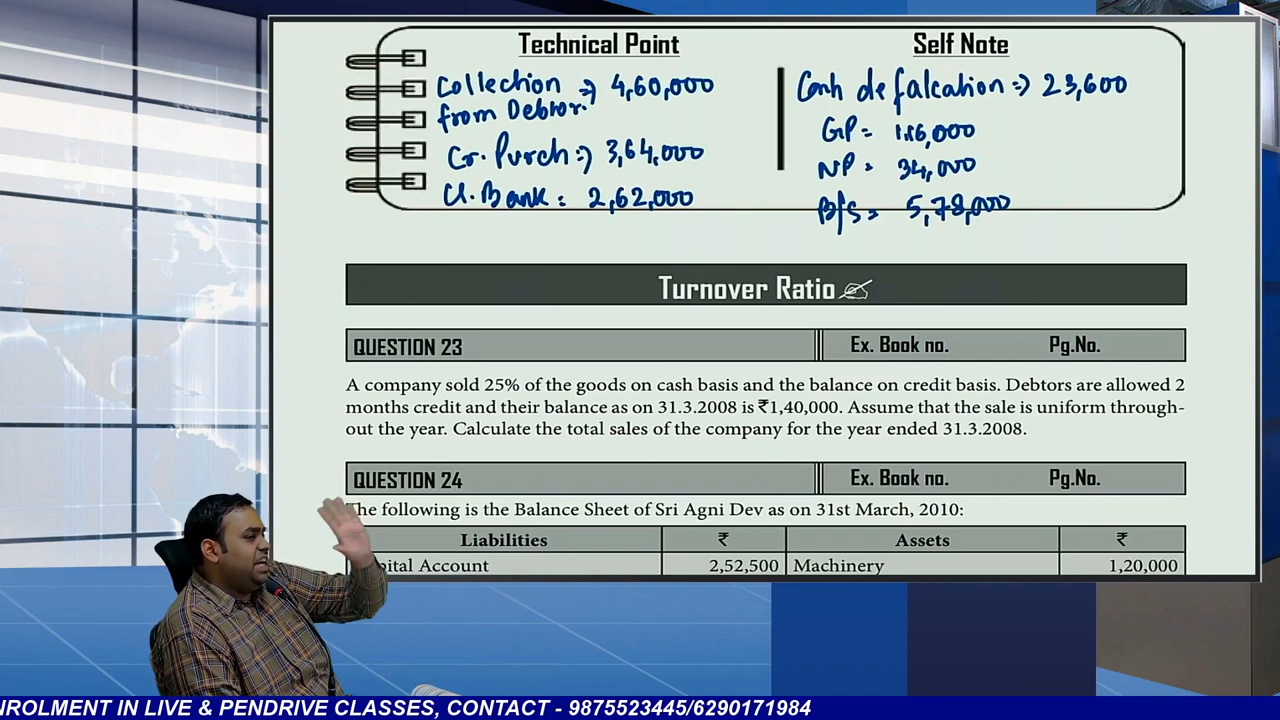 Technical Point
Self Note
Collection ⇒ 4,60,000
from Debtor.
Cr. Purch ⇒ 3,64,000
Cl. Bank = 2,62,000
Cash defalcation ⇒ 23,600
GP = 1,16,000
NP = 34,000
B/S = 5,78,000
Turnover Ratio
QUESTION 23 Ex. Book no. Pg.No.
A company sold 25% of the goods on cash basis and the balance on credit basis. Debtors are allowed 2
months credit and their balance as on 31.3.2008 is ₹1,40,000. Assume that the sale is uniform through-
out the year. Calculate the total sales of the company for the year ended 31.3.2008.
QUESTION 24 Ex. Book no. Pg.No.
The following is the Balance Sheet of Sri Agni Dev as on 31st March, 2010:
Liabilities ₹ Assets ₹
Account 2,52,500 Machinery 1,20,000
ENROLMENT IN LIVE & PENDRIVE CLASSES, CONTACT - 9875523445/6290171984